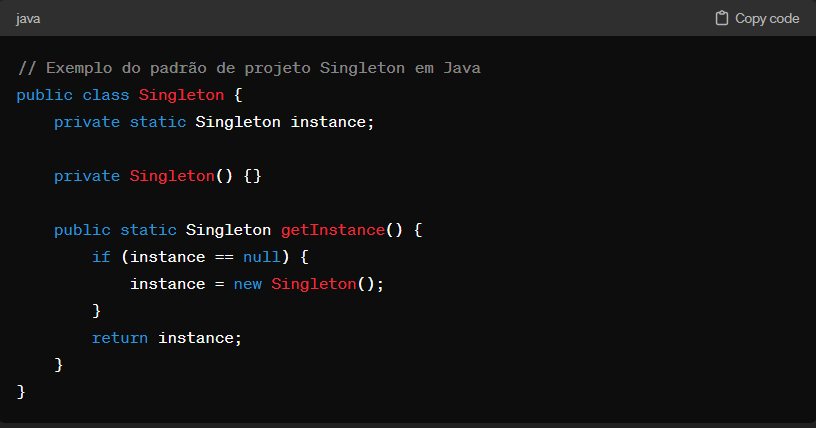 java
Copy code
// Exemplo do padrão de projeto Singleton em Java
public class Singleton {
    private static Singleton instance;

    private Singleton() {}

    public static Singleton getInstance() {
        if (instance == null) {
            instance = new Singleton();
        }
        return instance;
    }
}